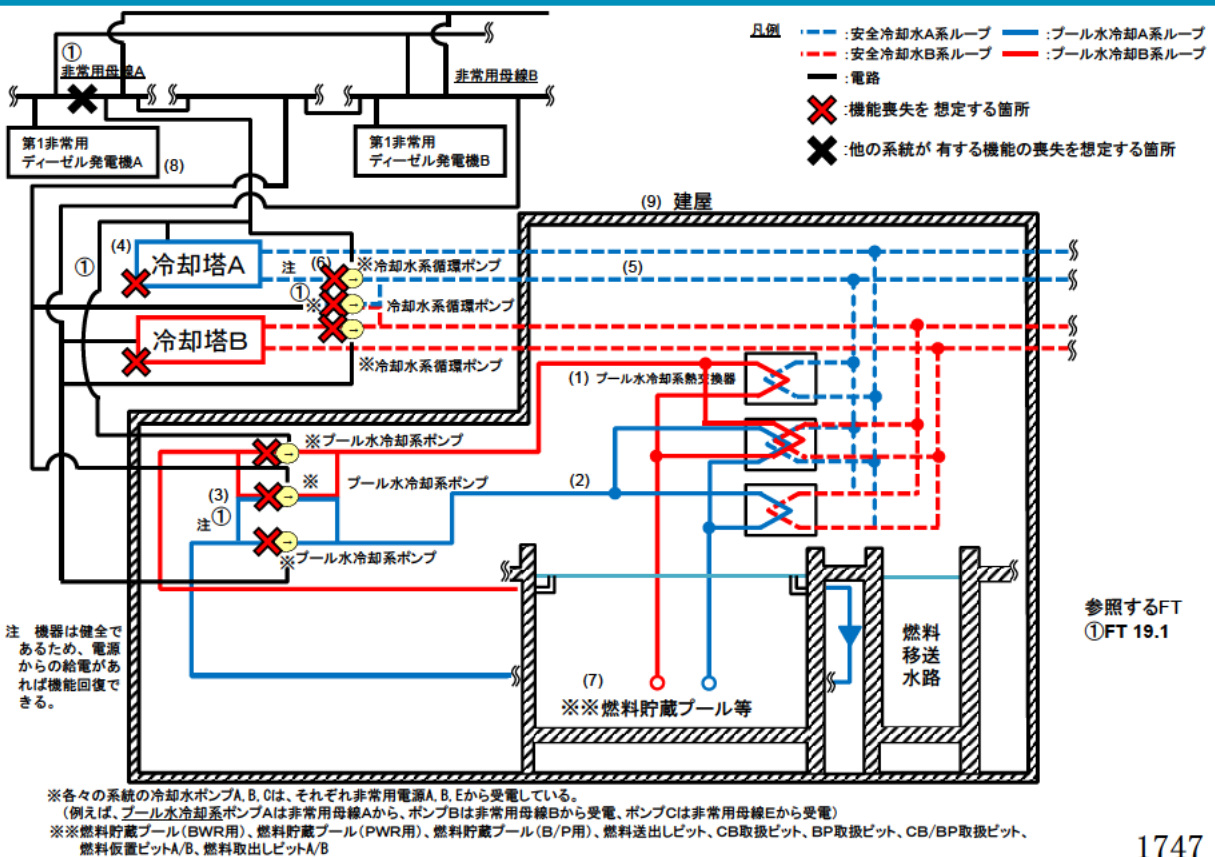 凡例
:安全冷却水A系ループ
:プール水冷却A系ループ
:安全冷却水B系ループ
:プール水冷却B系ループ
:電路
:機能喪失を 想定する箇所
:他の系統が 有する機能の喪失を想定する箇所
①
非常用母線A
非常用母線B
第1非常用
ディーゼル発電機A
(8)
第1非常用
ディーゼル発電機B
(9) 建屋
(4)
冷却塔A
①
注
(6)
※冷却水系循環ポンプ
(5)
①
※
冷却水系循環ポンプ
冷却塔B
※冷却水系循環ポンプ
(1) プール水冷却系熱交換器
※プール水冷却系ポンプ
※
プール水冷却系ポンプ
(3)
(2)
注①
※プール水冷却系ポンプ
注 機器は健全で
あるため、電源
からの給電があ
れば機能回復で
きる。
(7)
※※燃料貯蔵プール等
燃料
移送
水路
参照するFT
①FT 19.1
※各々の系統の冷却水ポンプA, B, Cは、それぞれ非常用電源A, B, Eから受電している。
(例えば、プール水冷却系ポンプAは非常用母線Aから、ポンプBは非常用母線Bから受電、ポンプCは非常用母線Eから受電)
※※燃料貯蔵プール(BWR用)、燃料貯蔵プール(PWR用)、燃料貯蔵プール(B/P用)、燃料送出しピット、CB取扱ピット、BP取扱ピット、CB/BP取扱ピット、
燃料仮置ピットA/B、燃料取出しピットA/B
1747